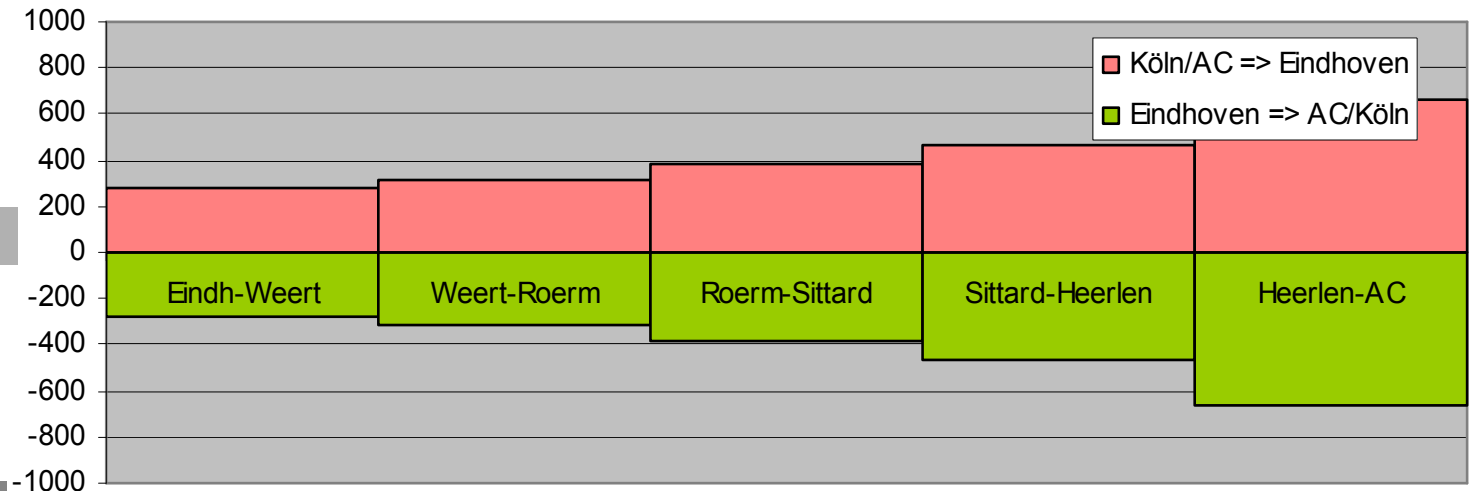 1000
800
600
400
200
0
-200
-400
-600
-800
-1000
Köln/AC => Eindhoven
Eindhoven => AC/Köln
Eindh-Weert
Weert-Roerm
Roerm-Sittard
Sittard-Heerlen
Heerlen-AC